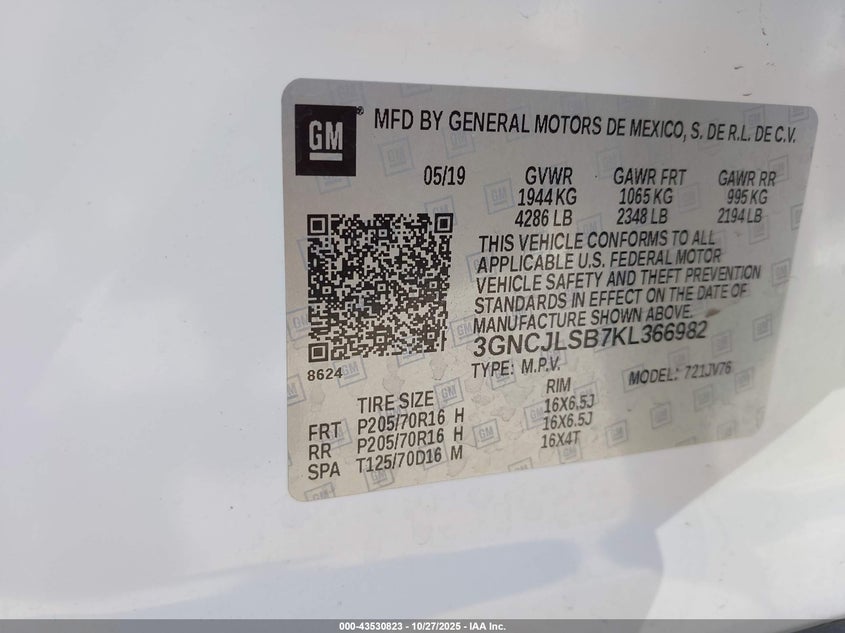 GM ®
MFD BY GENERAL MOTORS DE MEXICO, S. DE R.L. DE C.V.
05/19 GVWR GAWR FRT GAWR RR
1944 KG 1065 KG 995 KG
4286 LB 2348 LB 2194 LB
THIS VEHICLE CONFORMS TO ALL
APPLICABLE U.S. FEDERAL MOTOR
VEHICLE SAFETY AND THEFT PREVENTION
STANDARDS IN EFFECT ON THE DATE OF
MANUFACTURE SHOWN ABOVE.
3GNCJLSB7KL366982
8624
TYPE: M.P.V. MODEL: 721JV76
TIRE SIZE RIM
FRT P205/70R16 H 16X6.5J
RR P205/70R16 H 16X6.5J
SPA T125/70D16 M 16X4T
000-43530823 - 10/27/2025 - IAA Inc.